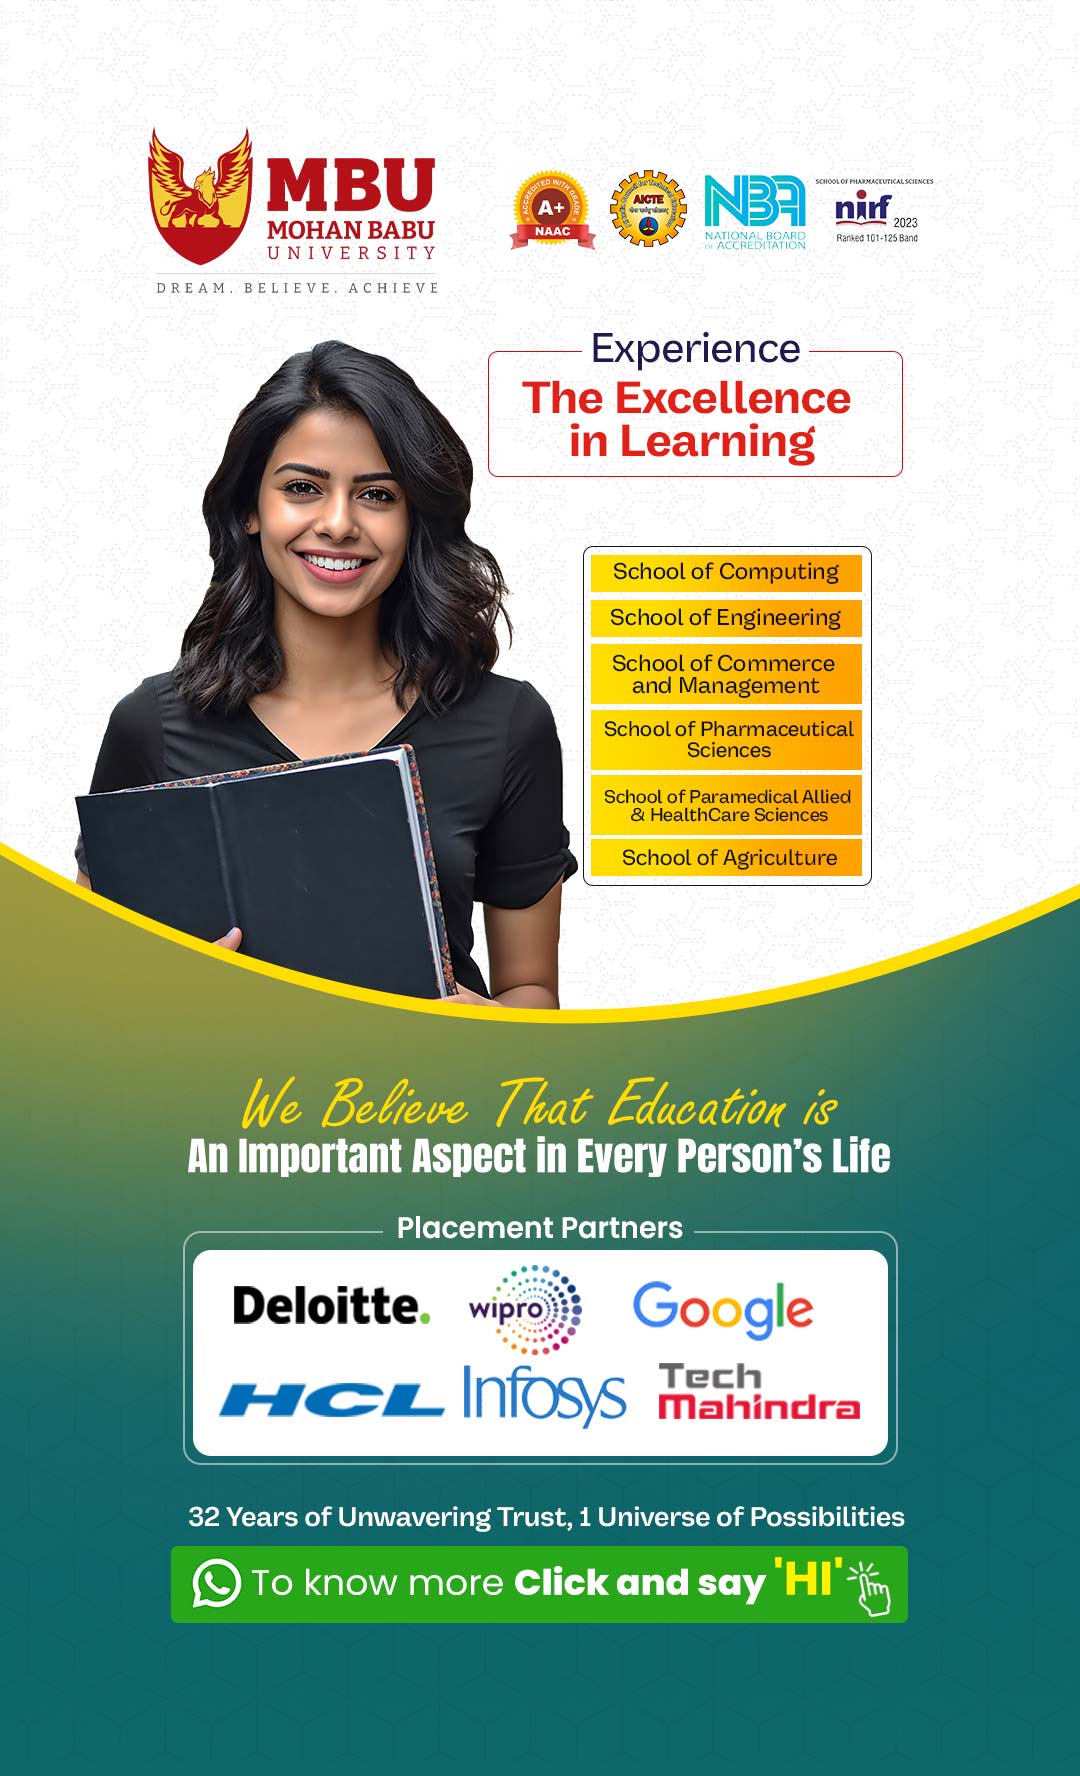 MBU
MOHAN BABU
UNIVERSITY
DREAM. BELIEVE. ACHIEVE
ACCREDITED WITH GRADE
A+
NAAC
AICTE
NBA
NATIONAL BOARD
OF ACCREDITATION
SCHOOL OF PHARMACEUTICAL SCIENCES
nirf 2023
Ranked 101-125 Band
Experience
The Excellence
in Learning
School of Computing
School of Engineering
School of Commerce
and Management
School of Pharmaceutical
Sciences
School of Paramedical Allied
& HealthCare Sciences
School of Agriculture
We Believe That Education is
An Important Aspect in Every Person's Life
Placement Partners
Deloitte.
wipro
Google
HCL
Infosys
Tech
Mahindra
32 Years of Unwavering Trust, 1 Universe of Possibilities
To know more Click and say 'HI'